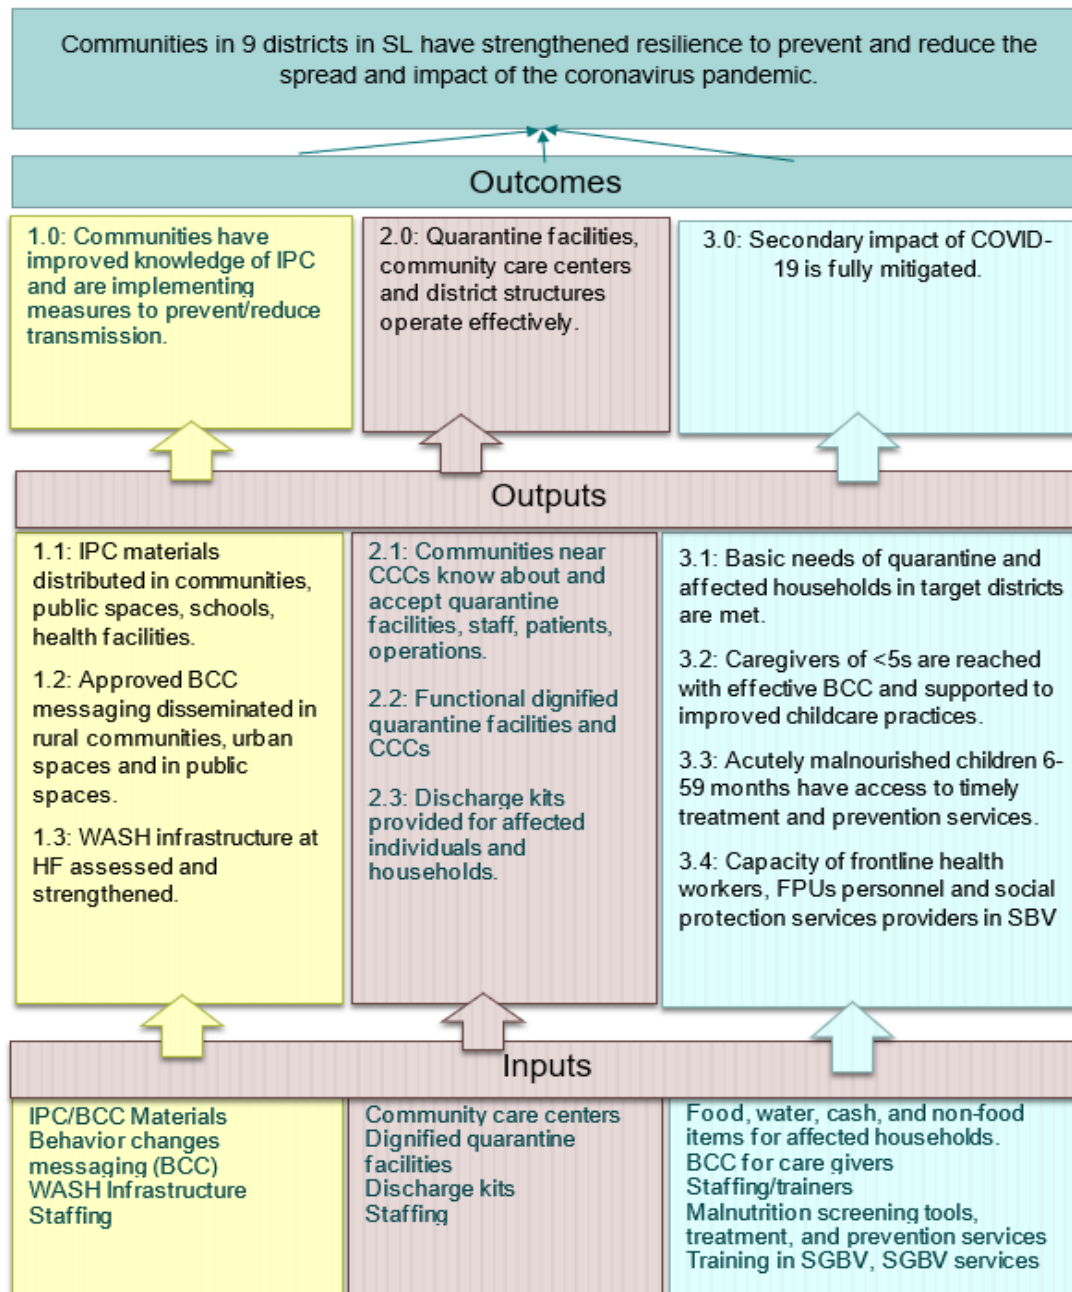 Communities in 9 districts in SL have strengthened resilience to prevent and reduce the
spread and impact of the coronavirus pandemic.
Outcomes
1.0: Communities have
improved knowledge of IPC
and are implementing
measures to prevent/reduce
transmission.
2.0: Quarantine facilities,
community care centers
and district structures
operate effectively.
3.0: Secondary impact of COVID-
19 is fully mitigated.
Outputs
1.1: IPC materials
distributed in communities,
public spaces, schools,
health facilities.
1.2: Approved BCC
messaging disseminated in
rural communities, urban
spaces and in public
spaces.
1.3: WASH infrastructure at
HF assessed and
strengthened.
2.1: Communities near
CCCs know about and
accept quarantine
facilities, staff, patients,
operations.
2.2: Functional dignified
quarantine facilities and
CCCs
2.3: Discharge kits
provided for affected
individuals and
households.
3.1: Basic needs of quarantine and
affected households in target districts
are met.
3.2: Caregivers of <5s are reached
with effective BCC and supported to
improved childcare practices.
3.3: Acutely malnourished children 6-
59 months have access to timely
treatment and prevention services.
3.4: Capacity of frontline health
workers, FPUs personnel and social
protection services providers in SBV
Inputs
IPC/BCC Materials
Behavior changes
messaging (BCC)
WASH Infrastructure
Staffing
Community care centers
Dignified quarantine
facilities
Discharge kits
Staffing
Food, water, cash, and non-food
items for affected households.
BCC for care givers
Staffing/trainers
Malnutrition screening tools,
treatment, and prevention services
Training in SGBV, SGBV services